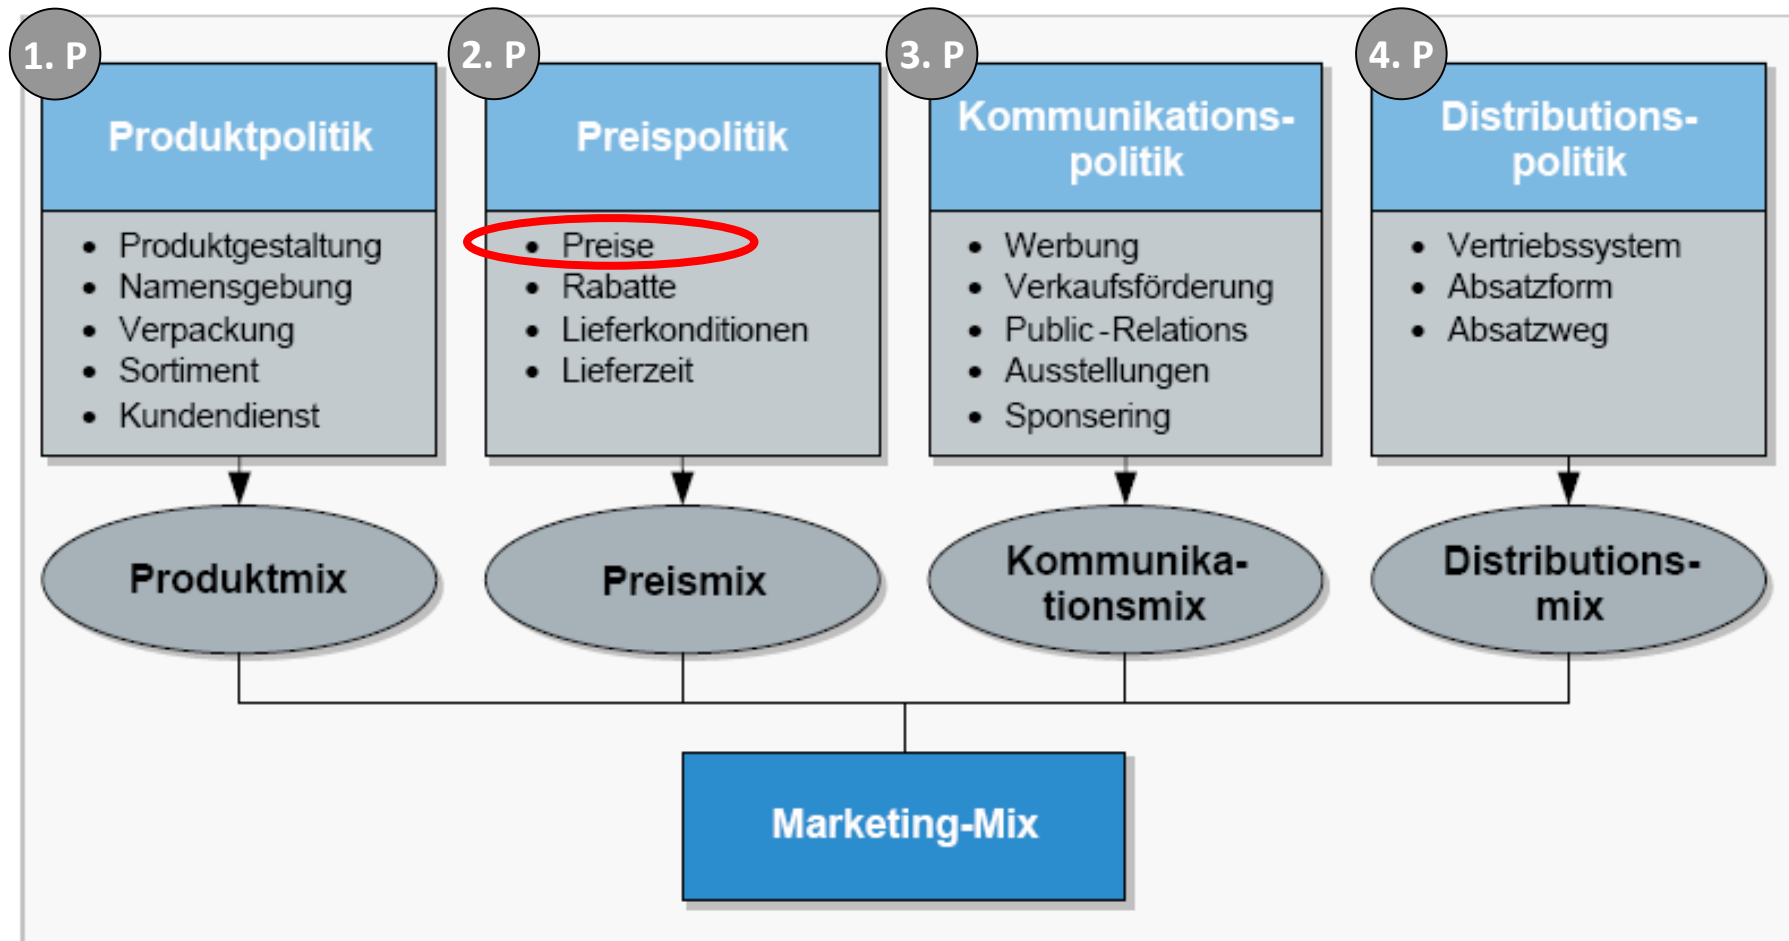 1. P
Produktpolitik
• Produktgestaltung
• Namensgebung
• Verpackung
• Sortiment
• Kundendienst
Produktmix
2. P
Preispolitik
• Preise
• Rabatte
• Lieferkonditionen
• Lieferzeit
Preismix
3. P
Kommunikations-
politik
• Werbung
• Verkaufsförderung
• Public-Relations
• Ausstellungen
• Sponsering
Kommunika-
tionsmix
4. P
Distributions-
politik
• Vertriebssystem
• Absatzform
• Absatzweg
Distributions-
mix
Marketing-Mix